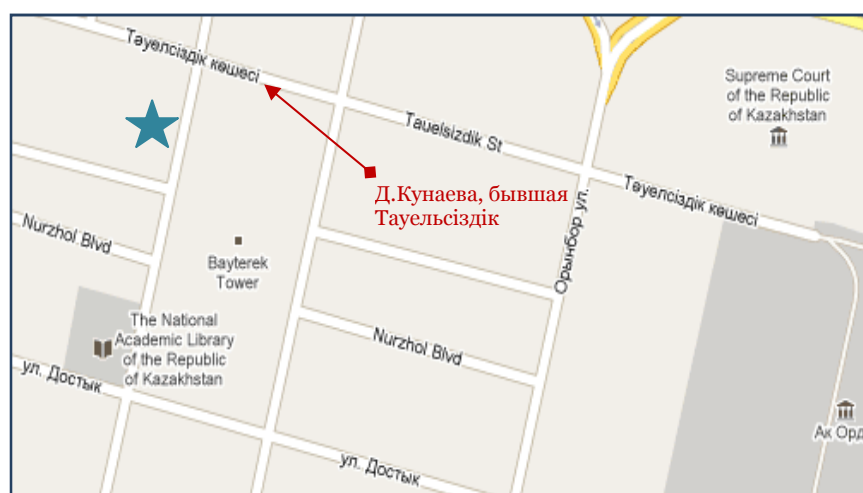 Тәуелсіздік көшесі
Supreme Court
of the Republic
of Kazakhstan
Tauelsizdik St
Д.Кунаева, бывшая
Тауельсіздік
Тәуелсіздік көшесі
Орынбор ул.
Nurzhol Blvd
Bayterek
Tower
The National
Academic Library
of the Republic
of Kazakhstan
Nurzhol Blvd
ул. Достык
Ак Орд
ул. Достык